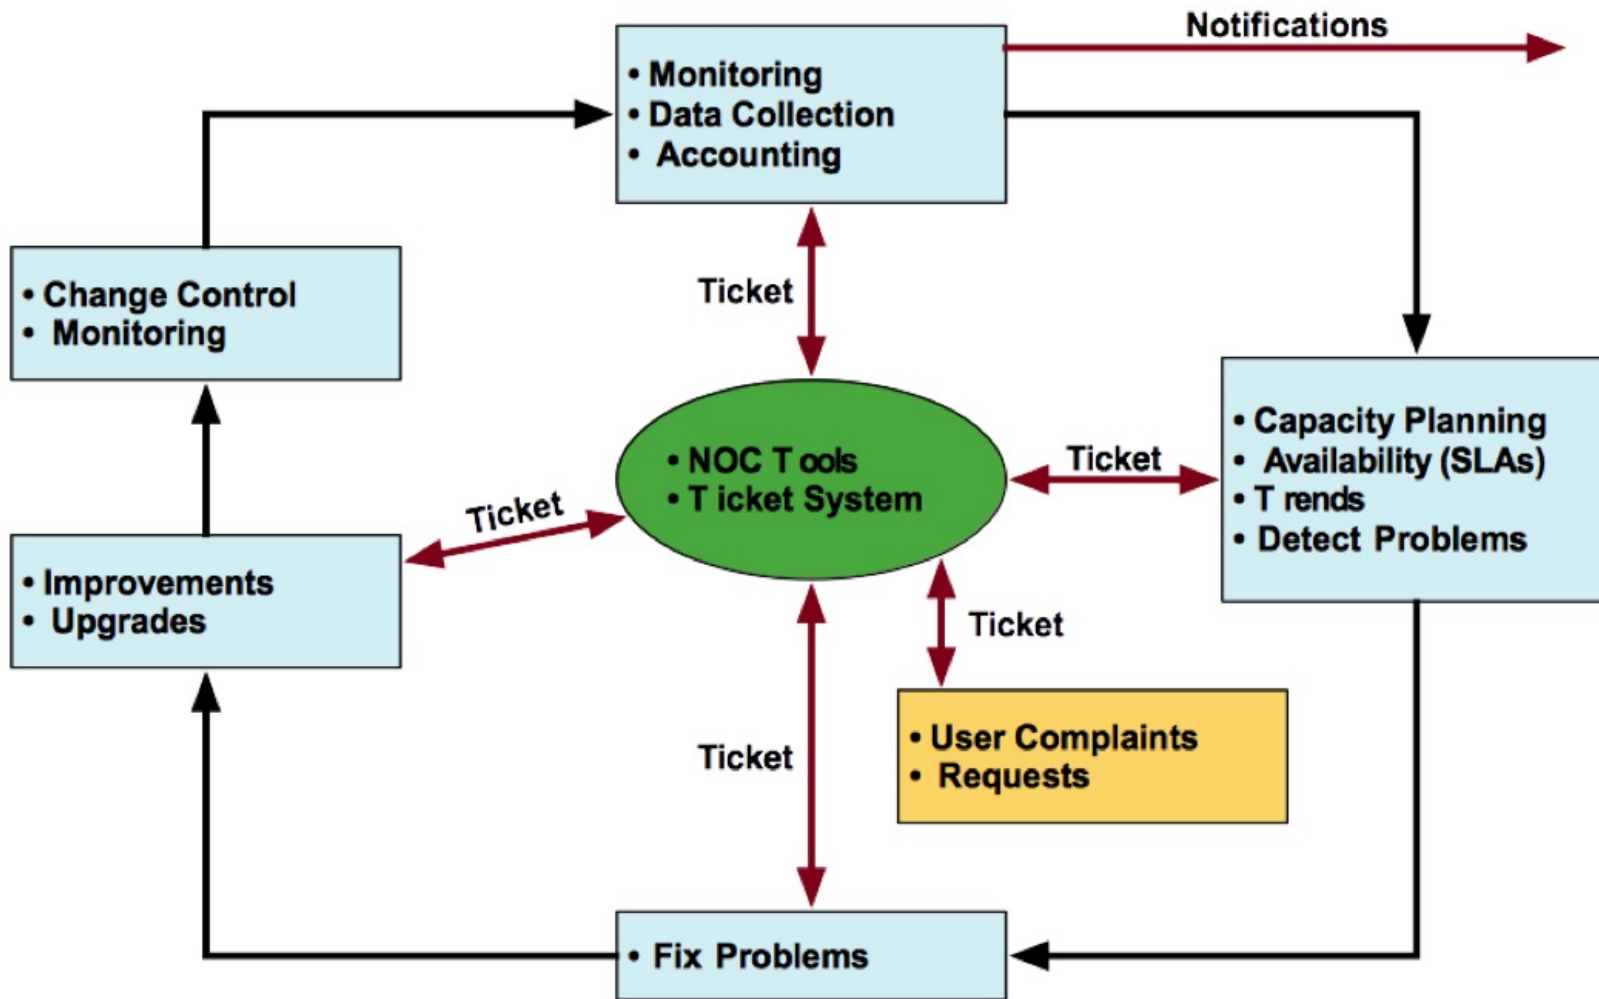 Notifications
• Monitoring
• Data Collection
• Accounting
• Change Control
• Monitoring
Ticket
• Capacity Planning
• Availability (SLAs)
• T rends
• Detect Problems
• NOC T ools
• T icket System
Ticket
Ticket
• Improvements
• Upgrades
Ticket
• User Complaints
• Requests
Ticket
• Fix Problems